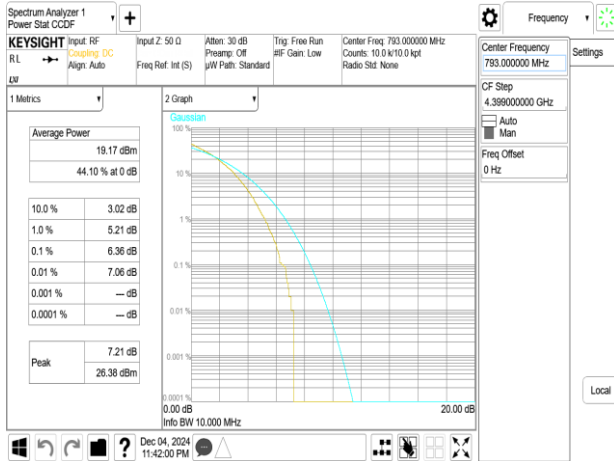 Spectrum Analyzer 1
Power Stat CCDF
Frequency
Settings
KEYSIGHT
RL
Input: RF
Coupling: DC
Align: Auto
Input Z: 50 Ω
Freq Ref: Int (S)
Atten: 30 dB
Preamp: Off
µW Path: Standard
Trig: Free Run
#IF Gain: Low
Center Freq: 793.000000 MHz
Counts: 10.0 k/10.0 kpt
Radio Std: None
Center Frequency
793.000000 MHz
CF Step
4.399000000 GHz
Auto
Man
Freq Offset
0 Hz
Local
1 Metrics
Average Power
19.17 dBm
44.10 % at 0 dB
10.0 % 3.02 dB
1.0 % 5.21 dB
0.1 % 6.36 dB
0.01 % 7.06 dB
0.001 % --- dB
0.0001 % --- dB
Peak 7.21 dB
26.38 dBm
2 Graph
Gaussian
100 %
10 %
1 %
0.1 %
0.01 %
0.001 %
0.0001 %
0.00 dB 20.00 dB
Info BW 10.000 MHz
?
Dec 04, 2024
11:42:00 PM